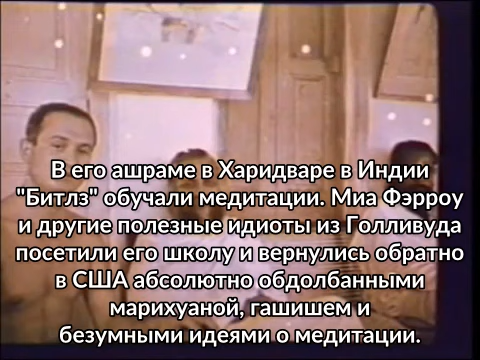 В его ашраме в Харидваре в Индии
"Битлз" обучали медитации. Миа Фэрроу
и другие полезные идиоты из Голливуда
посетили его школу и вернулись обратно
в США абсолютно обдолбанными
марихуаной, гашишем и
безумными идеями о медитации.